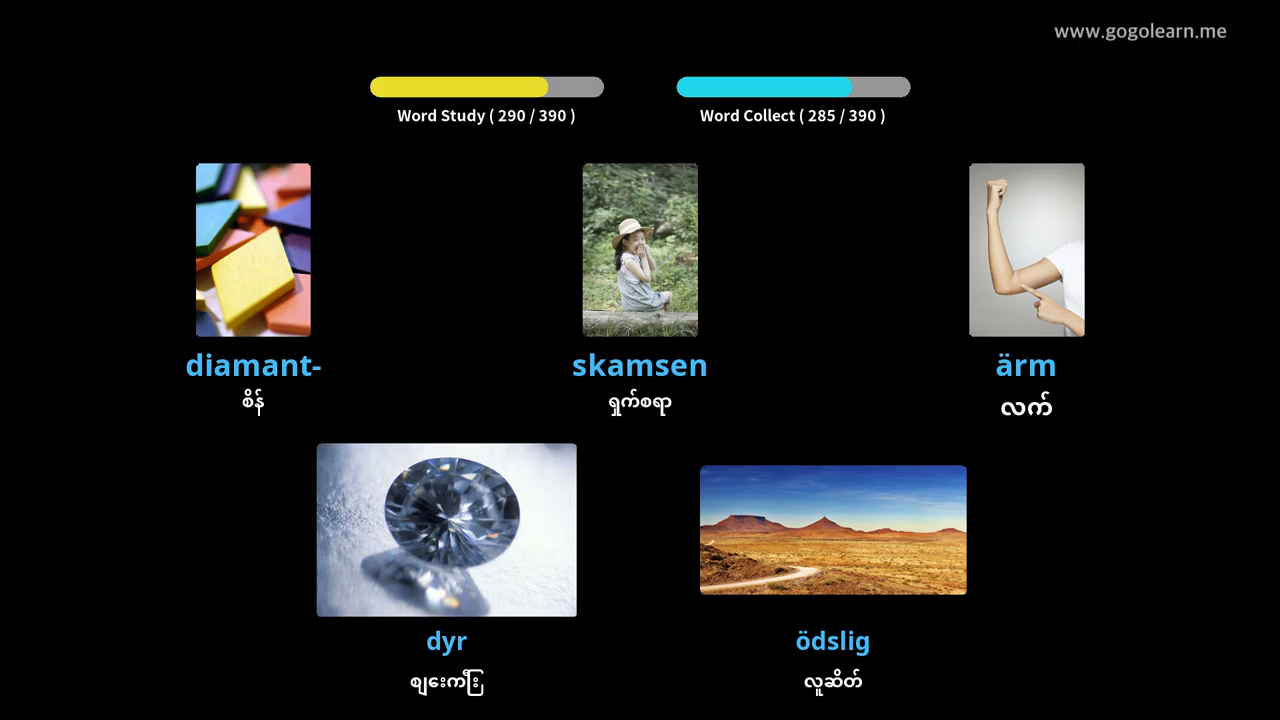 www.gogolearn.me
Word Study ( 290 / 390 )
Word Collect ( 285 / 390 )
diamant-
စိန်
skamsen
ရှက်စရာ
ärm
လက်
dyr
ဈေးကြီး
ödslig
လူဆိတ်